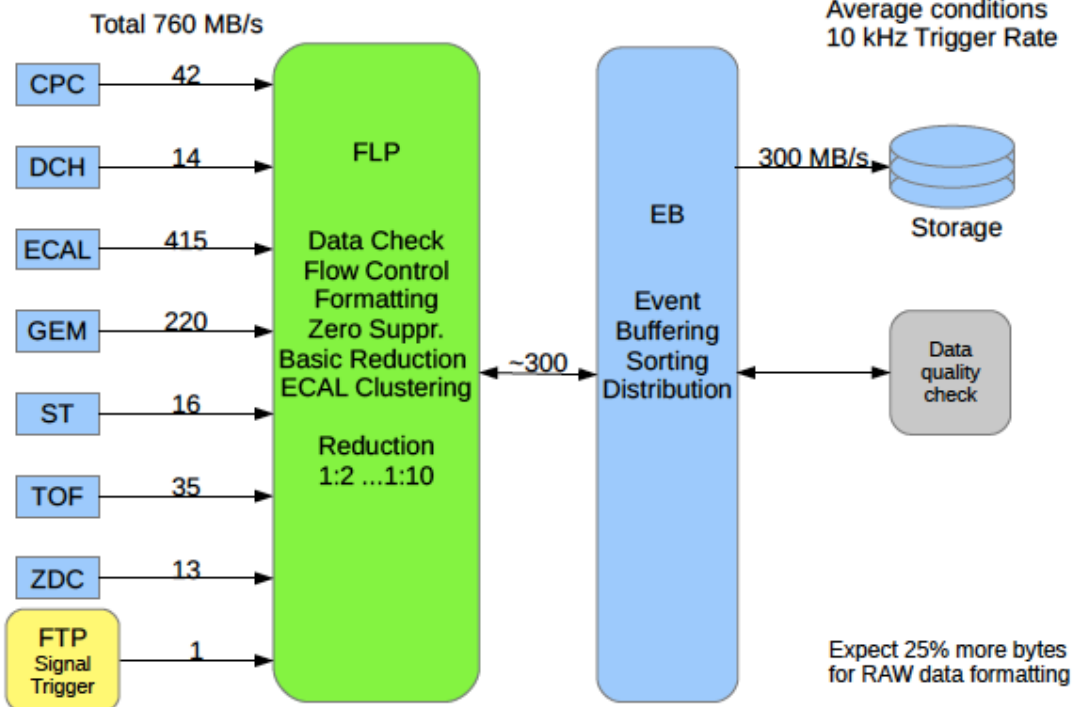 Total 760 MB/s
Average conditions
10 kHz Trigger Rate
CPC
42
DCH
14
ECAL
415
GEM
220
ST
16
TOF
35
ZDC
13
FTP
Signal
Trigger
1
FLP
Data Check
Flow Control
Formatting
Zero Suppr.
Basic Reduction
ECAL Clustering
Reduction
1:2 ...1:10
~300
EB
Event
Buffering
Sorting
Distribution
300 MB/s
Storage
Data
quality
check
Expect 25% more bytes
for RAW data formatting